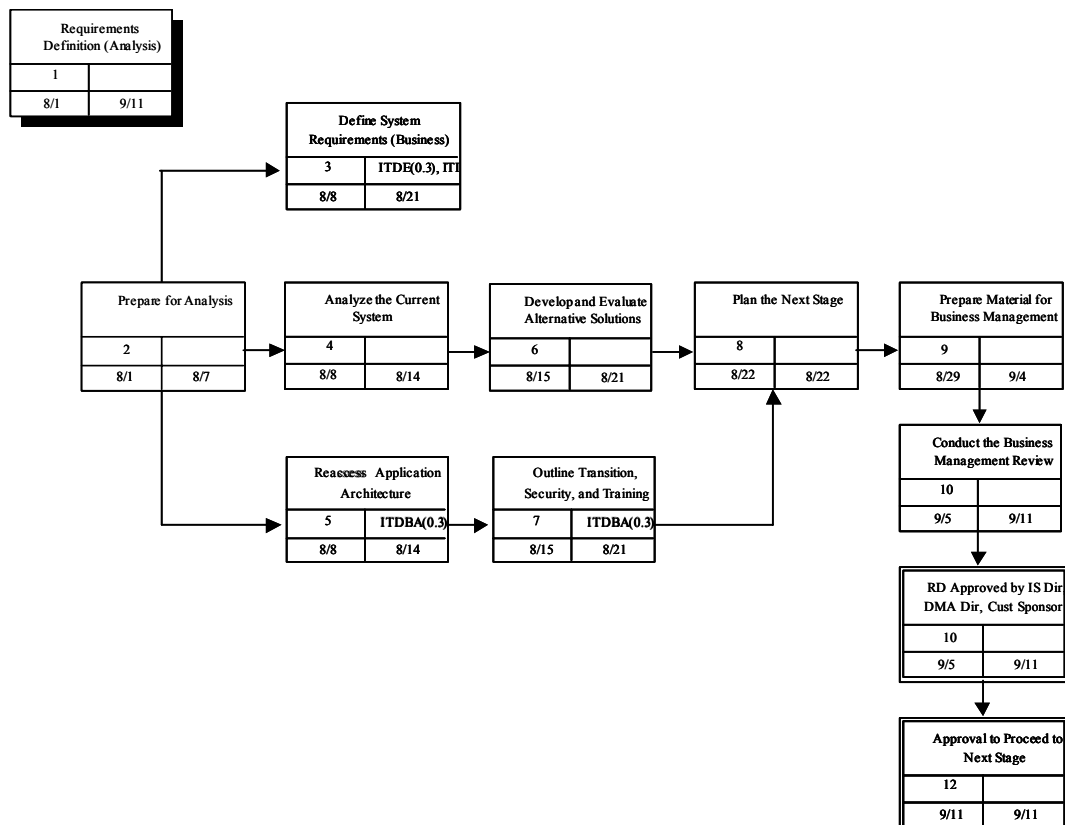 Requirements
Definition (Analysis)
1
8/1 9/11
Define System
Requirements (Business)
3 ITDE(0.3), ITI
8/8 8/21
Prepare for Analysis
2
8/1 8/7
Analyze the Current
System
4
8/8 8/14
Develop and Evaluate
Alternative Solutions
6
8/15 8/21
Plan the Next Stage
8
8/22 8/22
Prepare Material for
Business Management
9
8/29 9/4
Reaccess Application
Architecture
5 ITDBA(0.3)
8/8 8/14
Outline Transition,
Security, and Training
7 ITDBA(0.3)
8/15 8/21
Conduct the Business
Management Review
10
9/5 9/11
RD Approved by IS Dir
DMA Dir, Cust Sponsor
10
9/5 9/11
Approval to Proceed to
Next Stage
12
9/11 9/11